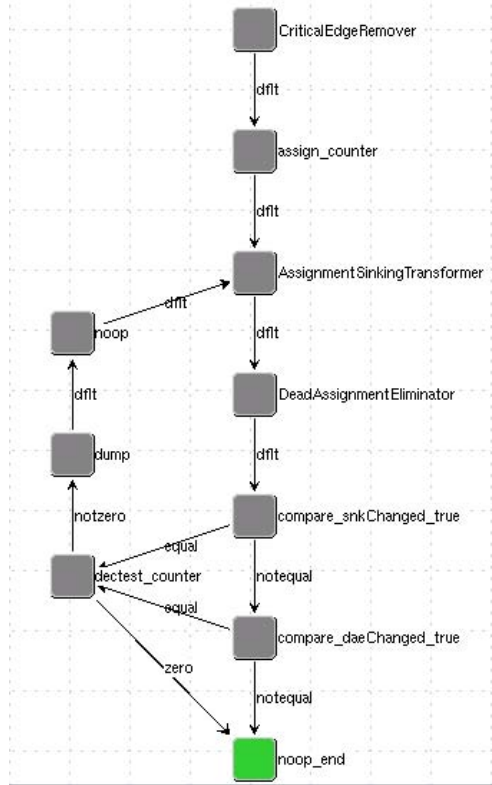 CriticalEdgeRemover
dflt
assign_counter
dflt
AssignmentSinkingTransformer
dflt
noop
dflt
dflt
DeadAssignmentEliminator
dflt
dump
notzero
compare_snkChanged_true
equal
dectest_counter
notequal
equal
compare_daeChanged_true
zero
notequal
noop_end